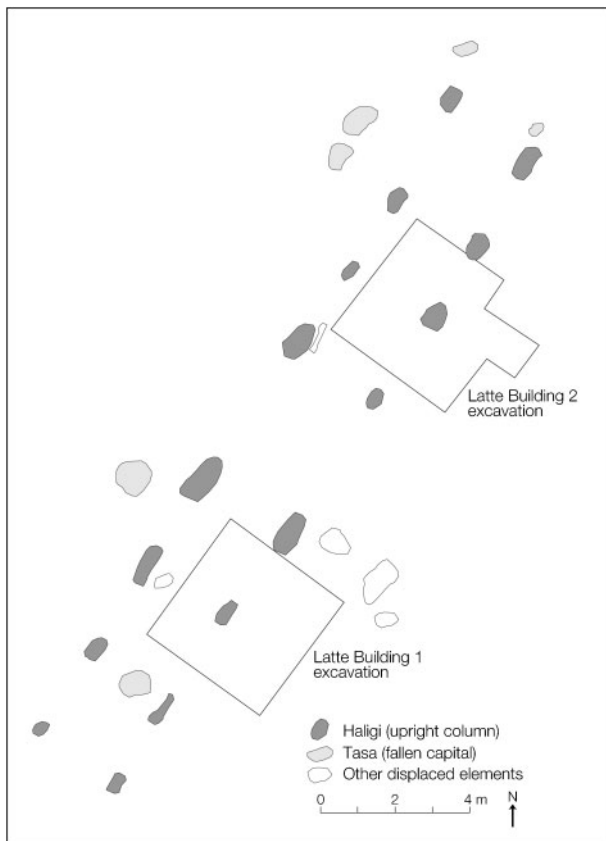 Latte Building 2
excavation
Latte Building 1
excavation
Haligi (upright column)
Tasa (fallen capital)
Other displaced elements
0 2 4 m
N